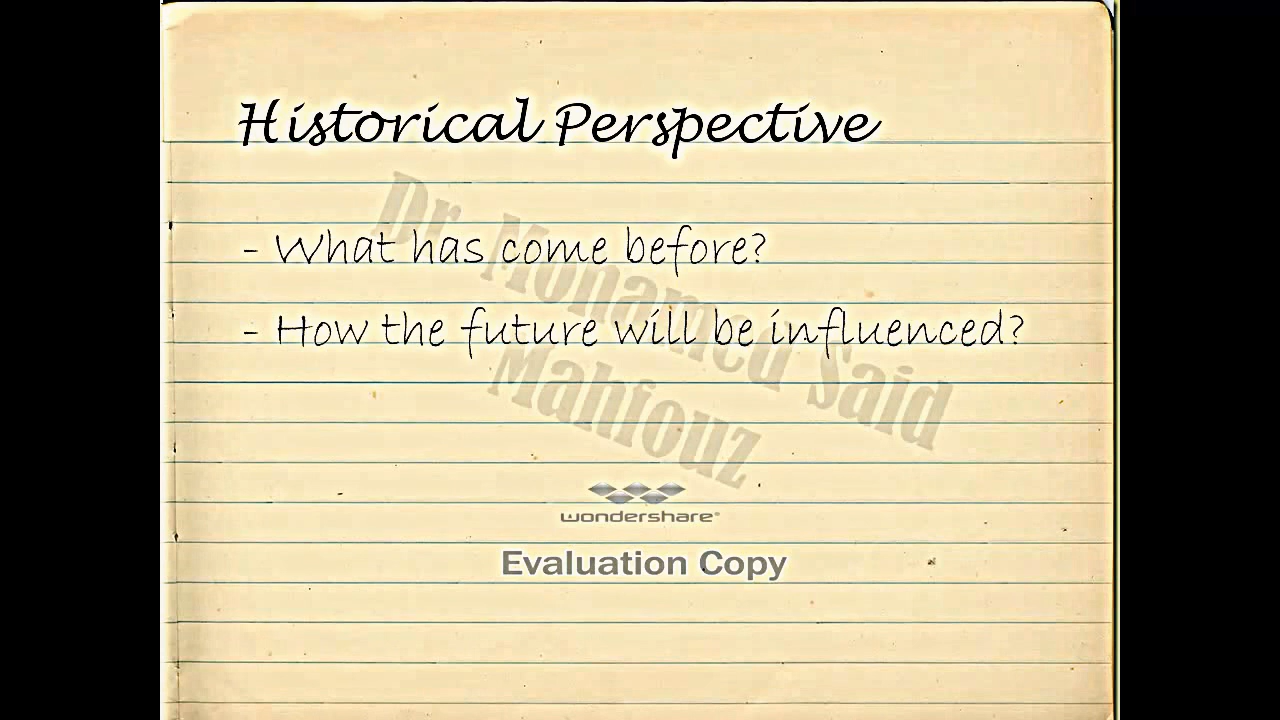 Historical Perspective
- What has come before?
- How the future will be influenced?
Dr. Mohamed Said
Mahfouz
wondershare®
Evaluation Copy